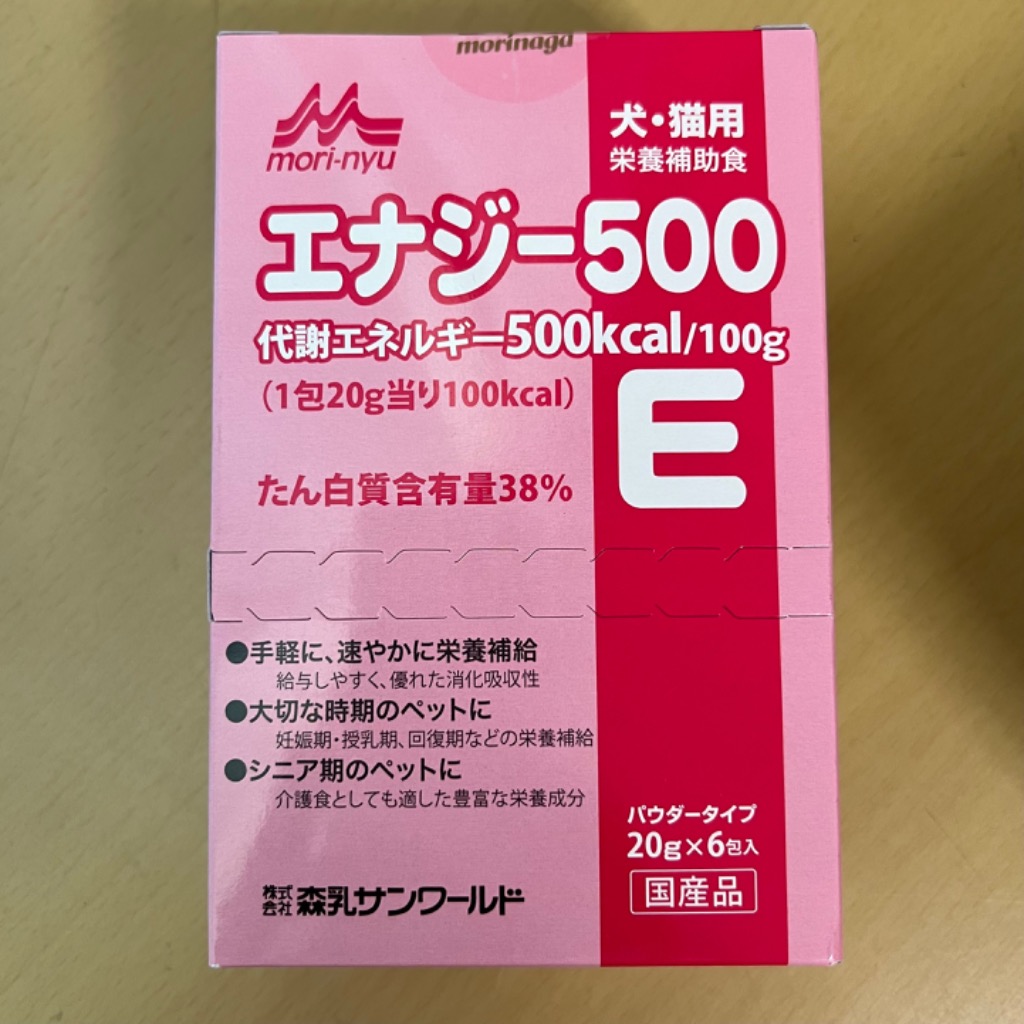 morinaga
mori-nyu
犬・猫用
栄養補助食
エナジー500
代謝エネルギー500kcal/100g
(1包20g当り100kcal)
E
たん白質含有量38%
●手軽に、速やかに栄養補給
給与しやすく、優れた消化吸収性
●大切な時期のペットに
妊娠期・授乳期、回復期などの栄養補給
●シニア期のペットに
介護食としても適した豊富な栄養成分
パウダータイプ
20g×6包入
国産品
株式会社 森乳サンワールド